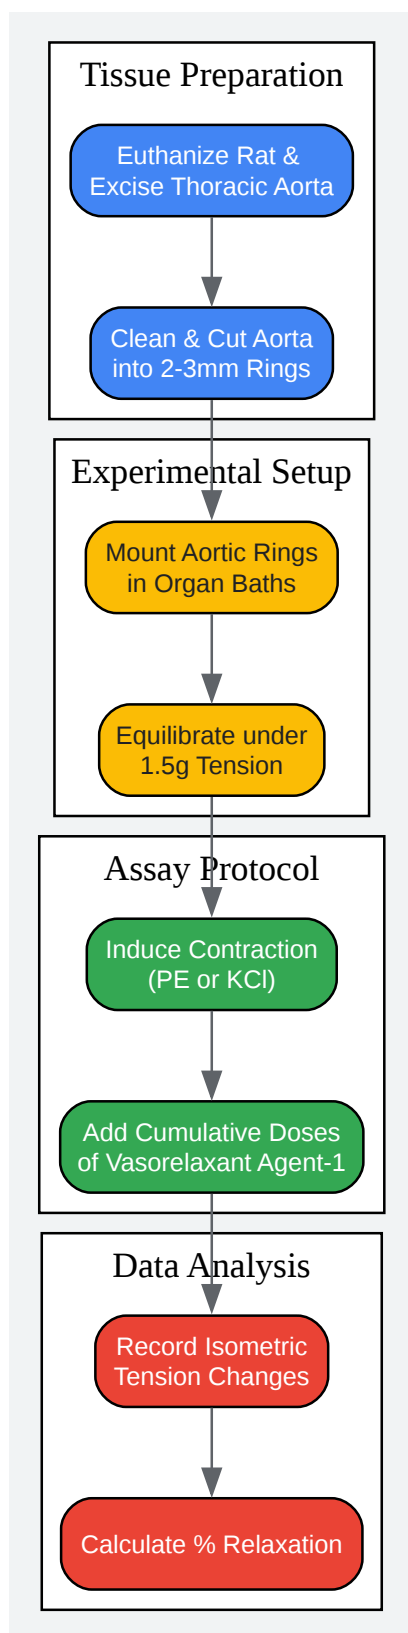 Tissue Preparation
Euthanize Rat &
Excise Thoracic Aorta
Clean & Cut Aorta
into 2-3mm Rings
Experimental Setup
Mount Aortic Rings
in Organ Baths
Equilibrate under
1.5g Tension
Assay Protocol
Induce Contraction
(PE or KCl)
Add Cumulative Doses
of Vasorelaxant Agent-1
Data Analysis
Record Isometric
Tension Changes
Calculate % Relaxation